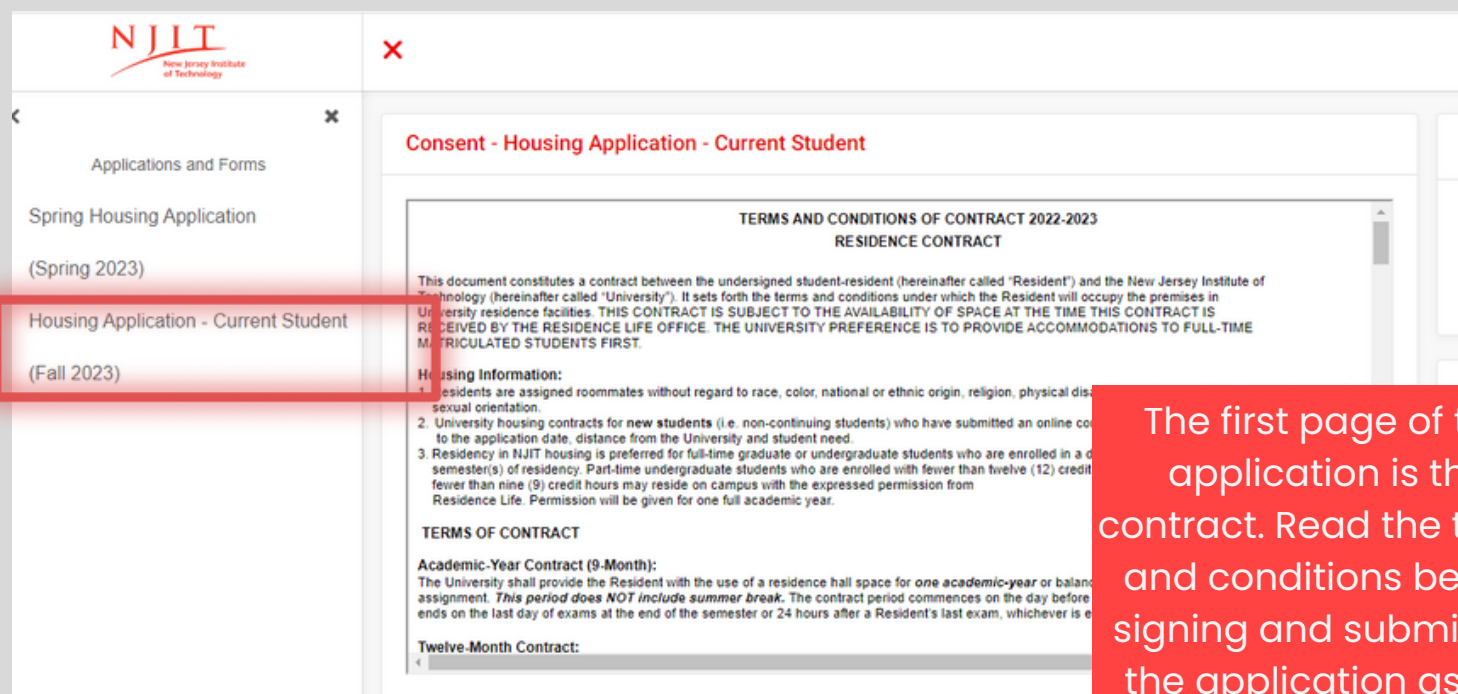 NJIT
New Jersey Institute
of Technology
Applications and Forms
Spring Housing Application
(Spring 2023)
Housing Application - Current Student
(Fall 2023)
Consent - Housing Application - Current Student
TERMS AND CONDITIONS OF CONTRACT 2022-2023
RESIDENCE CONTRACT
This document constitutes a contract between the undersigned student-resident (hereinafter called "Resident") and the New Jersey Institute of
Technology (hereinafter called "University"). It sets forth the terms and conditions under which the Resident will occupy the premises in
University residence facilities. THIS CONTRACT IS SUBJECT TO THE AVAILABILITY OF SPACE AT THE TIME THIS CONTRACT IS
RECEIVED BY THE RESIDENCE LIFE OFFICE. THE UNIVERSITY PREFERENCE IS TO PROVIDE ACCOMMODATIONS TO FULL-TIME
MATRICULATED STUDENTS FIRST.
Housing Information:
1. Residents are assigned roommates without regard to race, color, national or ethnic origin, religion, physical
sexual orientation.
2. University housing contracts for new students (i.e. non-continuing students) who have submitted an online
to the application date, distance from the University and student need.
3. Residency in NJIT housing is preferred for full-time graduate or undergraduate students who are enrolled in a
semester(s) of residency. Part-time undergraduate students who are enrolled with fewer than twelve (12) credit
fewer than nine (9) credit hours may reside on campus with the expressed permission from
Residence Life. Permission will be given for one full academic year.
TERMS OF CONTRACT
Academic-Year Contract (9-Month):
The University shall provide the Resident with the use of a residence hall space for one academic-year or
assignment. This period does NOT include summer break. The contract period commences on the day before
ends on the last day of exams at the end of the semester or 24 hours after a Resident's last exam, whichever is
Twelve-Month Contract:
The first page of
application is
contract. Read the
and conditions
signing and
the application as